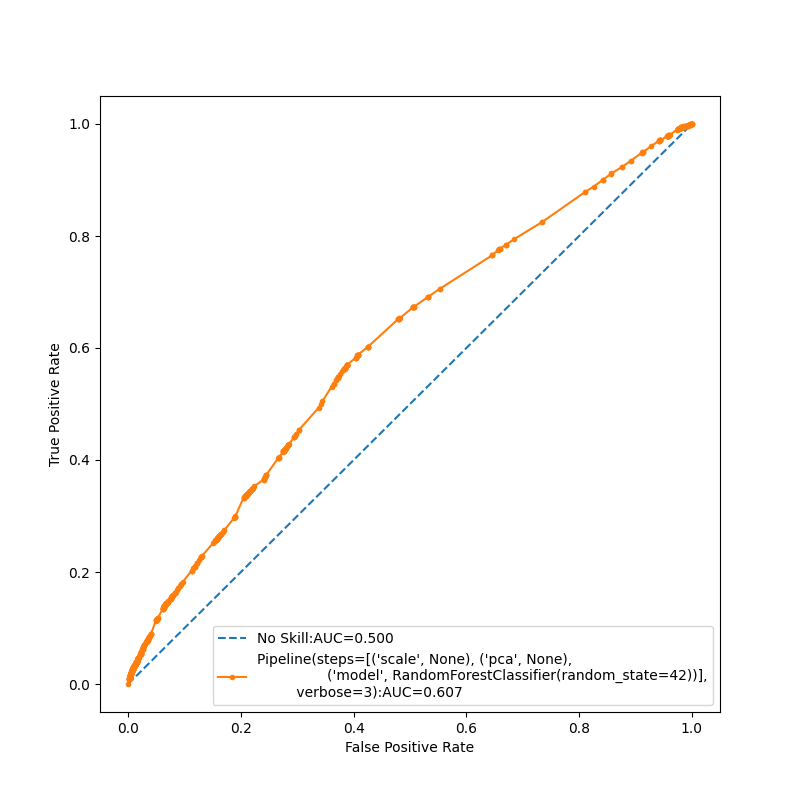 1.0
0.8
0.6
0.4
0.2
0.0
True Positive Rate
No Skill:AUC=0.500
Pipeline(steps=[('scale', None), ('pca', None),
('model', RandomForestClassifier(random_state=42))],
verbose=3):AUC=0.607
0.0 0.2 0.4 0.6 0.8 1.0
False Positive Rate